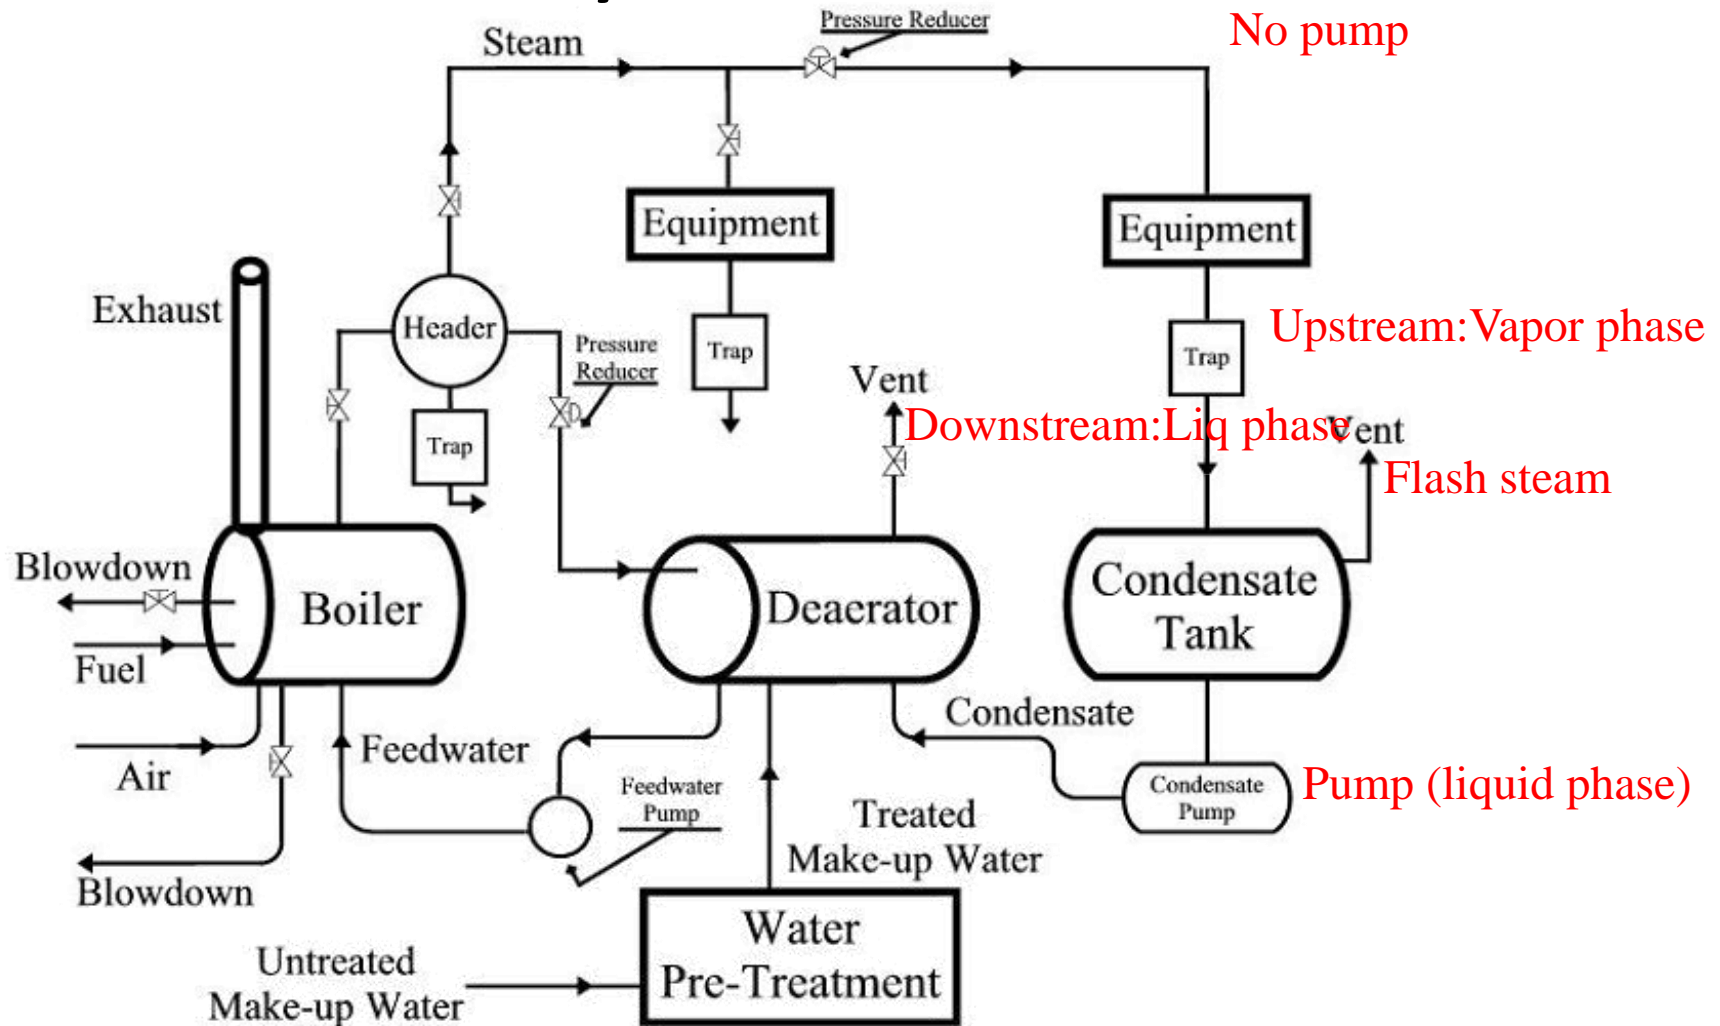 Pressure Reducer
No pump
Steam
Equipment
Equipment
Exhaust
Header
Pressure
Reducer
Trap
Trap
Upstream:Vapor phase
Vent
Trap
Downstream:Liq phase
Vent
Flash steam
Blowdown
Boiler
Deaerator
Condensate
Tank
Fuel
Air
Feedwater
Condensate
Feedwater
Pump
Condensate
Pump
Pump (liquid phase)
Treated
Make-up Water
Blowdown
Water
Pre-Treatment
Untreated
Make-up Water